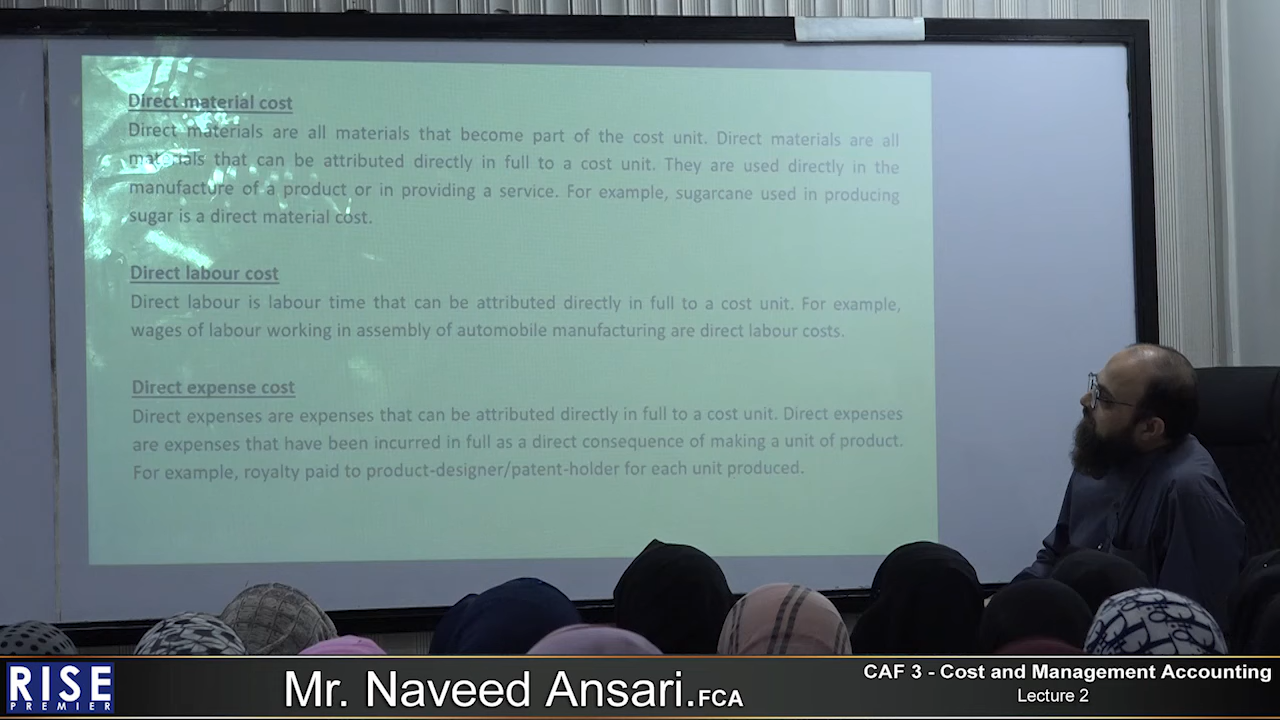 Direct material cost
Direct materials are all materials that become part of the cost unit. Direct materials are all
materials that can be attributed directly in full to a cost unit. They are used directly in the
manufacture of a product or in providing a service. For example, sugarcane used in producing
sugar is a direct material cost.
Direct labour cost
Direct labour is labour time that can be attributed directly in full to a cost unit. For example,
wages of labour working in assembly of automobile manufacturing are direct labour costs.
Direct expense cost
Direct expenses are expenses that can be attributed directly in full to a cost unit. Direct expenses
are expenses that have been incurred in full as a direct consequence of making a unit of product.
For example, royalty paid to product-designer/patent-holder for each unit produced.
RISE
PREMIER
Mr. Naveed Ansari.FCA
CAF 3 - Cost and Management Accounting
Lecture 2